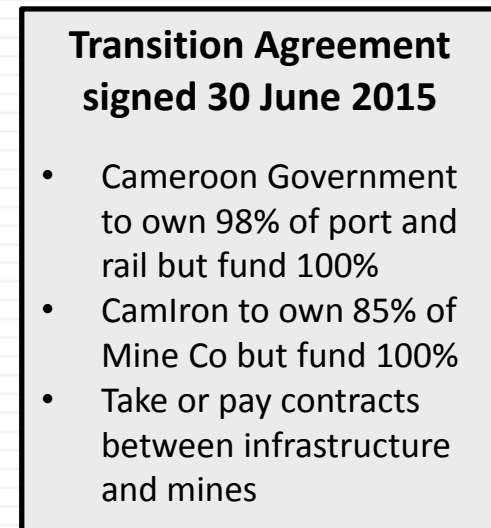 Transition Agreement
signed 30 June 2015
• Cameroon Government
to own 98% of port and
rail but fund 100%
• CamIron to own 85% of
Mine Co but fund 100%
• Take or pay contracts
between infrastructure
and mines